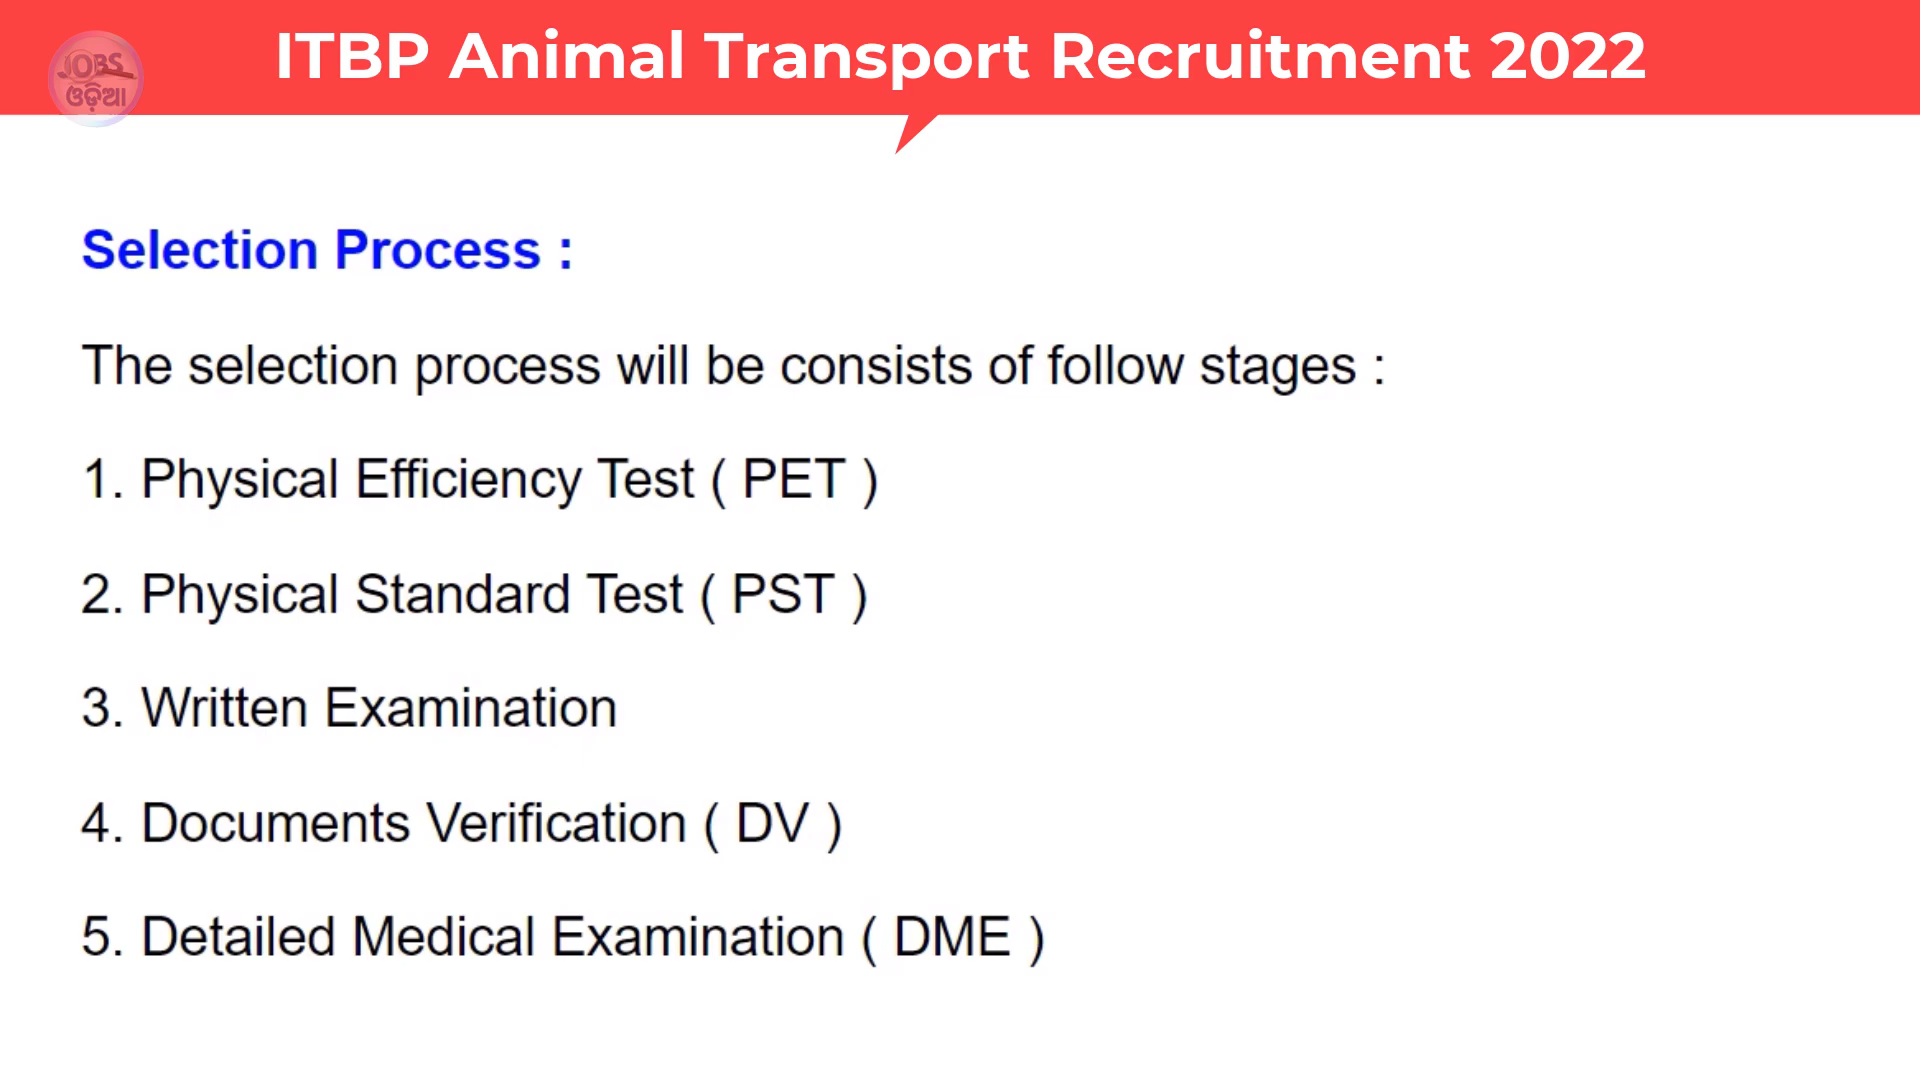 ITBP Animal Transport Recruitment 2022
JOBS
ଓଡ଼ିଆ
Selection Process :
The selection process will be consists of follow stages :
1. Physical Efficiency Test ( PET )
2. Physical Standard Test ( PST )
3. Written Examination
4. Documents Verification ( DV )
5. Detailed Medical Examination ( DME )